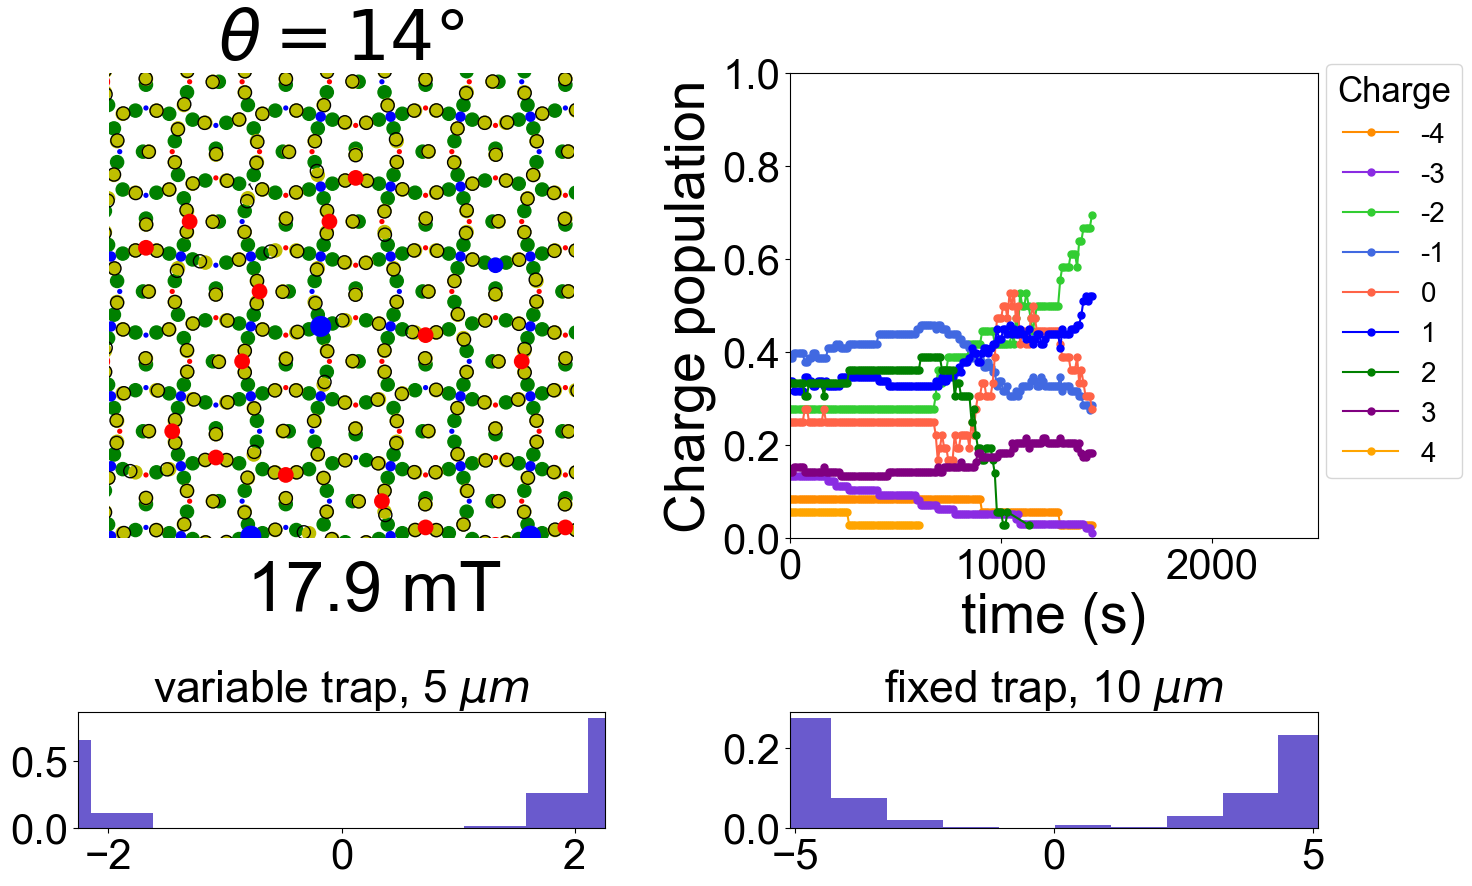 θ = 14°
17.9 mT
Charge population
1.0
0.8
0.6
0.4
0.2
0.0
0 1000 2000
time (s)
Charge
-4
-3
-2
-1
0
1
2
3
4
variable trap, 5 μm
0.5
0.0
−2 0 2
fixed trap, 10 μm
0.2
0.0
−5 0 5